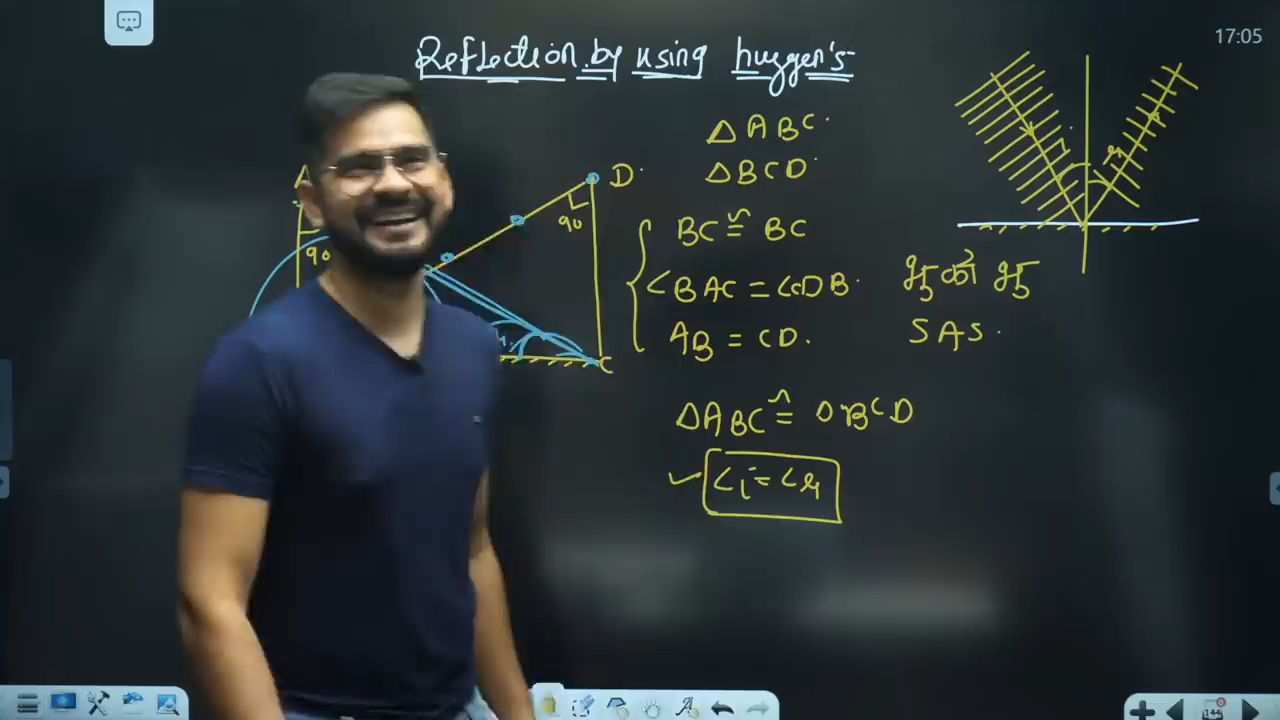 17:05
Reflection by using huygen's
△ABC
△BCD
A
D
90
90
BC ≅ BC
∠BAC = ∠CDB
AB = CD.
SAS.
C
△ABC ≅ △BCD
∠i = ∠r
r
144